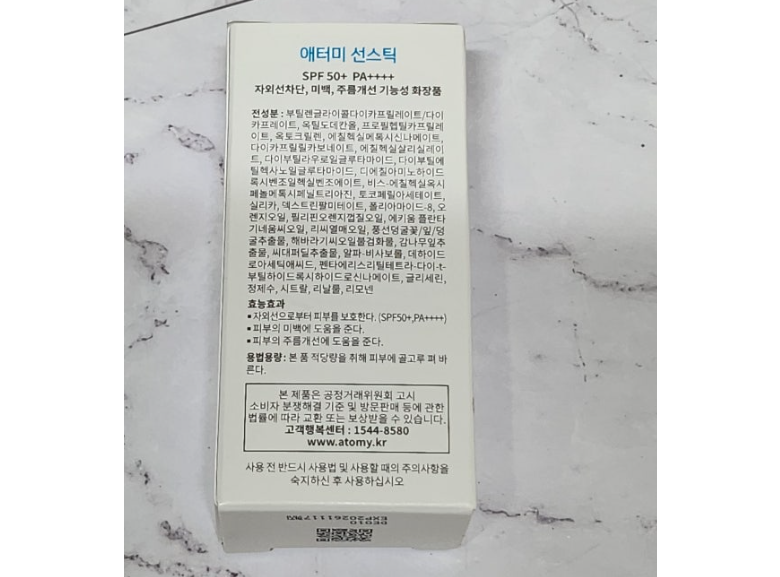 애터미 선스틱
SPF 50+ PA++++
자외선차단, 미백, 주름개선 기능성 화장품
전성분 : 부틸렌글라이콜다이카프릴레이트/다이
카프레이트, 옥틸도데칸올, 프로필헵틸카프릴레
이트, 옥토크릴렌, 에칠헥실메톡시신나메이트,
다이카프릴릴카보네이트, 에칠헥실살리실레이
트, 다이부틸라우로일글루타마이드, 다이부틸에
틸헥사노일글루타마이드, 디에칠아미노하이드
록시벤조일헥실벤조에이트, 비스-에칠헥실옥시
페놀메톡시페닐트리아진, 토코페릴아세테이트,
실리카, 덱스트린팔미테이트, 폴리아마이드-8, 오
렌지오일, 필리핀오렌지껍질오일, 에키움 플란타
기네움씨오일, 리씨열매오일, 풍선덩굴꽃/잎/덩
굴추출물, 해바라기씨오일불검화물, 감나무잎추
출물, 씨대퍼딜추출물, 알파-비사보롤, 데하이드
로아세틱애씨드, 펜타에리스리틸테트라-다이-t-
부틸하이드록시하이드로신나메이트, 글리세린,
정제수, 시트랄, 리날룰, 리모넨
효능효과
▪자외선으로부터 피부를 보호한다. (SPF50+,PA++++)
▪피부의 미백에 도움을 준다.
▪피부의 주름개선에 도움을 준다.
용법용량 : 본 품 적당량을 취해 피부에 골고루 펴 바
른다.
본 제품은 공정거래위원회 고시
소비자 분쟁해결 기준 및 방문판매 등에 관한
법률에 따라 교환 또는 보상받을 수 있습니다.
고객행복센터 : 1544-8580
www.atomy.kr
사용 전 반드시 사용법 및 사용할 때의 주의사항을
숙지하신 후 사용하십시오
EXP20261117까지